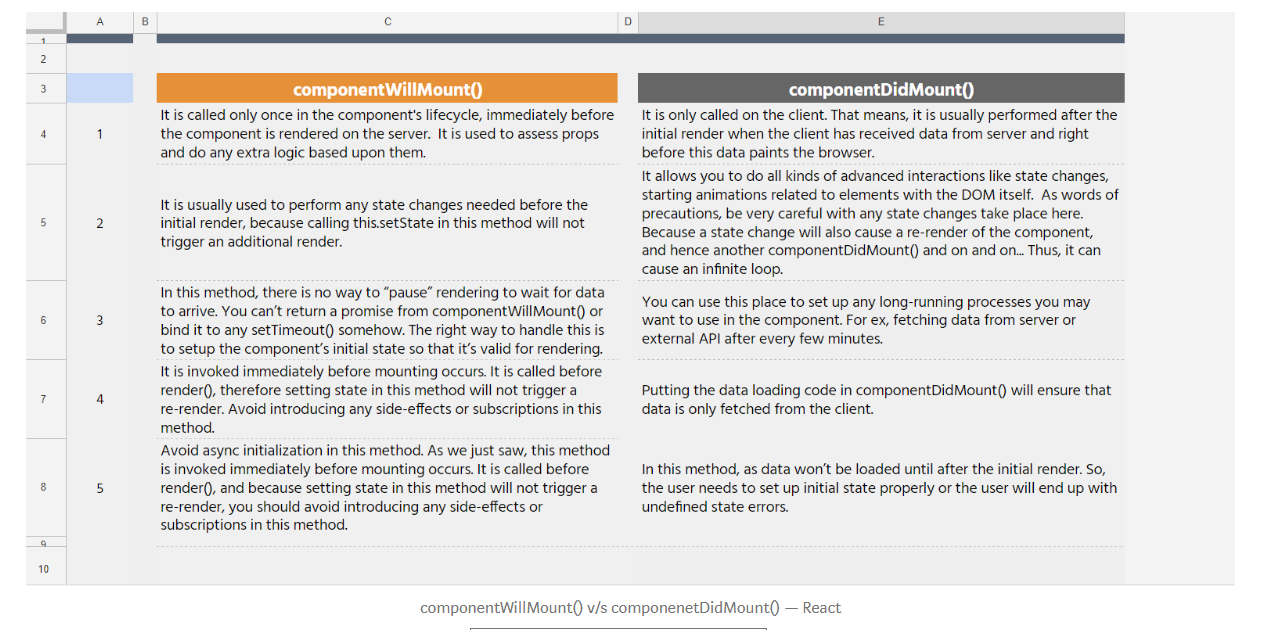 A B C D E
1
2
3 componentWillMount() componentDidMount()
4 1
It is called only once in the component's lifecycle, immediately before
the component is rendered on the server. It is used to assess props
and do any extra logic based upon them.
It is only called on the client. That means, it is usually performed after the
initial render when the client has received data from server and right
before this data paints the browser.
5 2
It is usually used to perform any state changes needed before the
initial render, because calling this.setState in this method will not
trigger an additional render.
It allows you to do all kinds of advanced interactions like state changes,
starting animations related to elements with the DOM itself. As words of
precautions, be very careful with any state changes take place here.
Because a state change will also cause a re-render of the component,
and hence another componentDidMount() and on and on... Thus, it can
cause an infinite loop.
6 3
In this method, there is no way to “pause” rendering to wait for data
to arrive. You can’t return a promise from componentWillMount() or
bind it to any setTimeout() somehow. The right way to handle this is
to setup the component’s initial state so that it’s valid for rendering.
You can use this place to set up any long-running processes you may
want to use in the component. For ex, fetching data from server or
external API after every few minutes.
7 4
It is invoked immediately before mounting occurs. It is called before
render(), therefore setting state in this method will not trigger a
re-render. Avoid introducing any side-effects or subscriptions in this
method.
Putting the data loading code in componentDidMount() will ensure that
data is only fetched from the client.
8 5
Avoid async initialization in this method. As we just saw, this method
is invoked immediately before mounting occurs. It is called before
render(), and because setting state in this method will not trigger a
re-render, you should avoid introducing any side-effects or
subscriptions in this method.
In this method, as data won’t be loaded until after the initial render. So,
the user needs to set up initial state properly or the user will end up with
undefined state errors.
9
10
componentWillMount() v/s componenetDidMount() — React